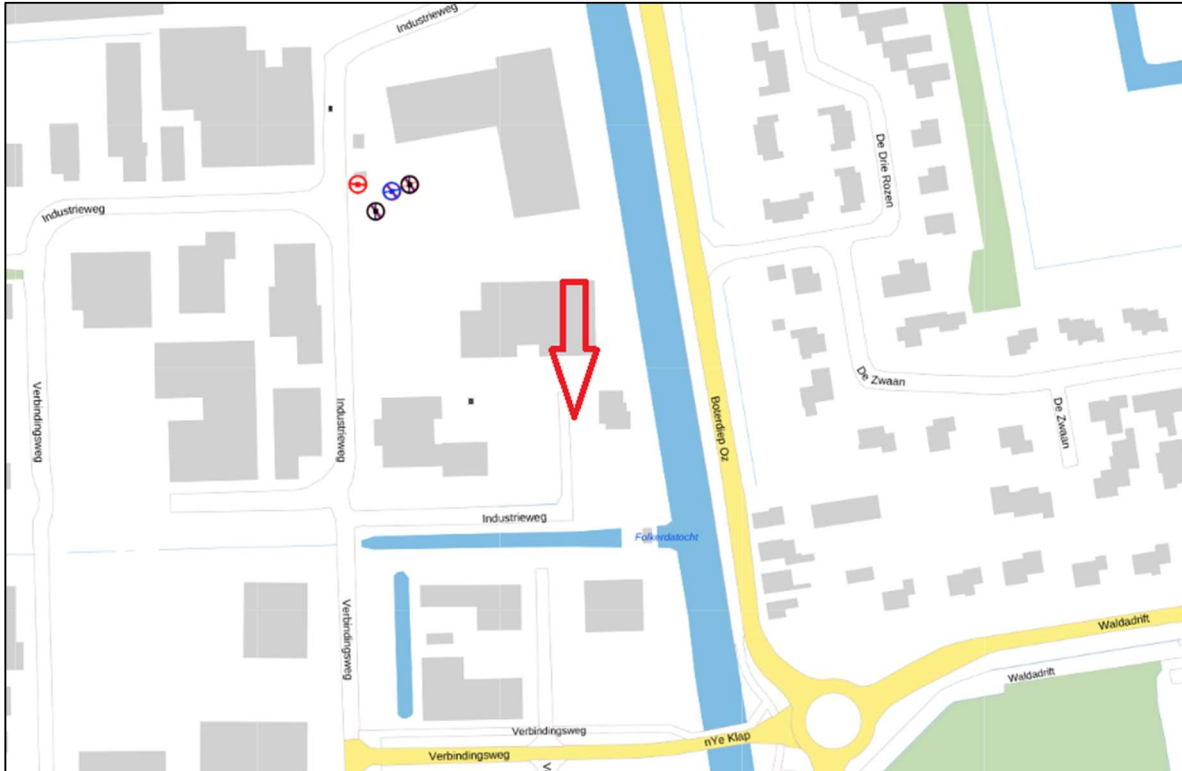 Industrieweg
De Drie Rozen
Industrieweg
De Zwaan
Verbindingsweg
Industrieweg
Boterdiep Oz
De Zwaan
Industrieweg
Folkerdatocht
Verbindingsweg
Waldadrift
Waldadrift
Verbindingsweg
nYe Klap
Verbindingsweg